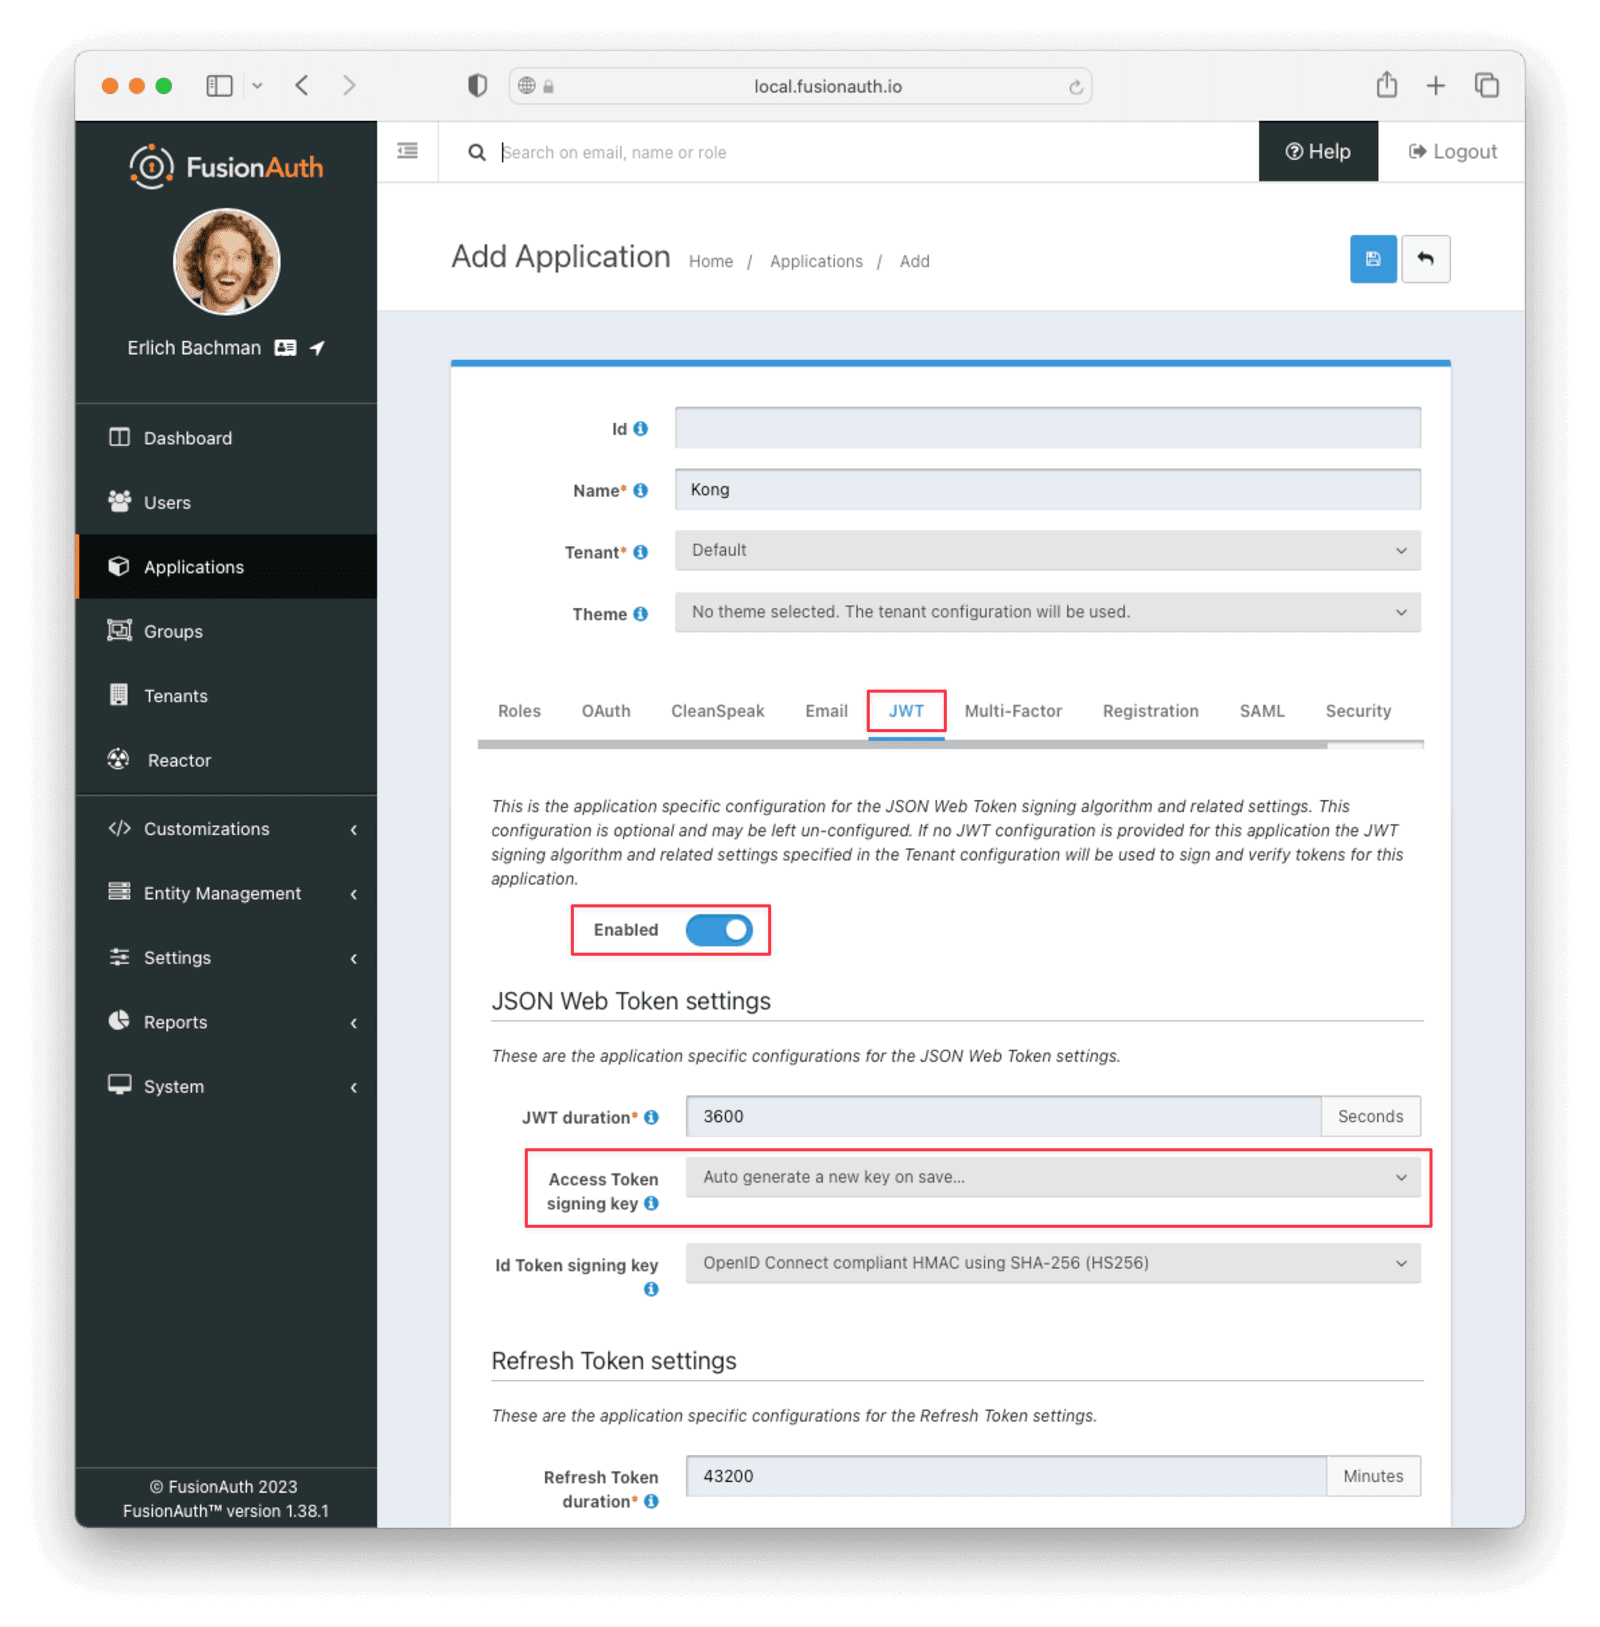 local.fusionauth.io
FusionAuth
Search on email, name or role
Help
Logout
Add Application
Home / Applications / Add
Erlich Bachman
Dashboard
Users
Applications
Groups
Tenants
Reactor
Customizations
Entity Management
Settings
Reports
System
© FusionAuth 2023
FusionAuth™ version 1.38.1
Id
Name*
Kong
Tenant*
Default
Theme
No theme selected. The tenant configuration will be used.
Roles
OAuth
CleanSpeak
Email
JWT
Multi-Factor
Registration
SAML
Security
This is the application specific configuration for the JSON Web Token signing algorithm and related settings. This
configuration is optional and may be left un-configured. If no JWT configuration is provided for this application the JWT
signing algorithm and related settings specified in the Tenant configuration will be used to sign and verify tokens for this
application.
Enabled
JSON Web Token settings
These are the application specific configurations for the JSON Web Token settings.
JWT duration*
3600
Seconds
Access Token
signing key
Auto generate a new key on save...
Id Token signing key
OpenID Connect compliant HMAC using SHA-256 (HS256)
Refresh Token settings
These are the application specific configurations for the Refresh Token settings.
Refresh Token
duration*
43200
Minutes